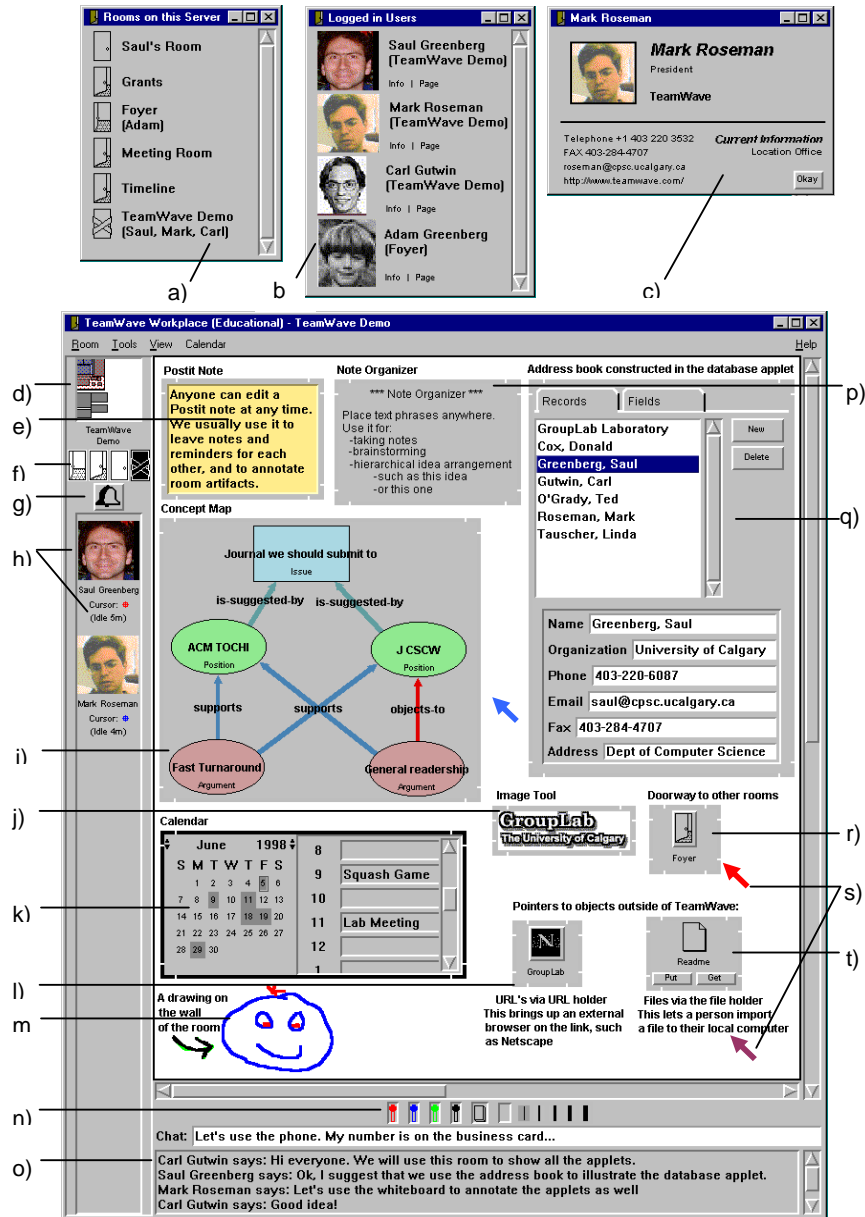 Rooms on this Server
Saul's Room
Grants
Foyer
(Adam)
Meeting Room
Timeline
TeamWave Demo
(Saul, Mark, Carl)
a)
Logged in Users
Saul Greenberg
(TeamWave Demo)
Info | Page
Mark Roseman
(TeamWave Demo)
Info | Page
Carl Gutwin
(TeamWave Demo)
Info | Page
Adam Greenberg
(Foyer)
Info | Page
b
Mark Roseman
Mark Roseman
President
TeamWave
Telephone +1 403 220 3532
FAX 403-284-4707
roseman@cpsc.ucalgary.ca
http://www.teamwave.com/
Current Information
Location Office
Okay
c)
TeamWave Workplace (Educational) - TeamWave Demo
Room Tools View Calendar Help
d)
TeamWave
Demo
e)
f)
g)
h)
Saul Greenberg
Cursor:
(Idle 5m)
Mark Roseman
Cursor:
(Idle 4m)
Postit Note
Anyone can edit a
Postit note at any time.
We usually use it to
leave notes and
reminders for each
other, and to annotate
room artifacts.
Note Organizer
*** Note Organizer ***
Place text phrases anywhere.
Use it for:
-taking notes
-brainstorming
-hierarchical idea arrangement
-such as this idea
-or this one
p)
Address book constructed in the database applet
Records Fields
GroupLab Laboratory
Cox, Donald
Greenberg, Saul
Gutwin, Carl
O'Grady, Ted
Roseman, Mark
Tauscher, Linda
New
Delete
q)
Name Greenberg, Saul
Organization University of Calgary
Phone 403-220-6087
Email saul@cpsc.ucalgary.ca
Fax 403-284-4707
Address Dept of Computer Science
Concept Map
Journal we should submit to
Issue
is-suggested-by is-suggested-by
ACM TOCHI
Position
J CSCW
Position
supports supports objects-to
Fast Turnaround
Argument
General readership
Argument
i)
j)
Image Tool
GroupLab
The University of Calgary
Doorway to other rooms
Foyer
r)
s)
Calendar
June 1998
S M T W T F S
1 2 3 4 5 6
7 8 9 10 11 12 13
14 15 16 17 18 19 20
21 22 23 24 25 26 27
28 29 30
8
9 Squash Game
10
11 Lab Meeting
12
1
k)
Pointers to objects outside of TeamWave:
N
GroupLab
Readme
Put Get
t)
l)
URL's via URL holder
This brings up an external
browser on the link, such
as Netscape
Files via the file holder
This lets a person import
a file to their local computer
A drawing on
the wall
of the room
m
n)
Chat: Let's use the phone. My number is on the business card...
o)
Carl Gutwin says: Hi everyone. We will use this room to show all the applets.
Saul Greenberg says: Ok, I suggest that we use the address book to illustrate the database applet.
Mark Roseman says: Let's use the whiteboard to annotate the applets as well
Carl Gutwin says: Good idea!